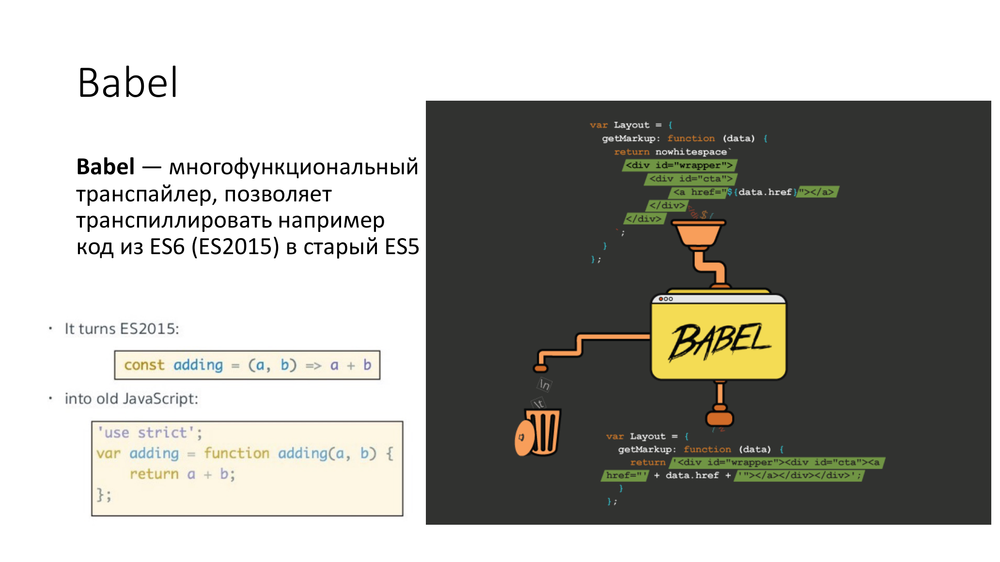 Babel
Babel — многофункциональный
транспайлер, позволяет
транспиллировать например
код из ES6 (ES2015) в старый ES5
· It turns ES2015:
const adding = (a, b) => a + b
· into old JavaScript:
'use strict';
var adding = function adding(a, b) {
    return a + b;
};
var Layout = {
  getMarkup: function (data) {
    return nowhitespace`
      <div id="wrapper">
          <div id="cta">
              <a href="${data.href}"></a>
          </div>
      </div>
    `;
  }
};
${
BABEL
\n
\t
var Layout = {
  getMarkup: function (data) {
    return '<div id="wrapper"><div id="cta"><a
href="' + data.href + '"></a></div></div>';
  }
};